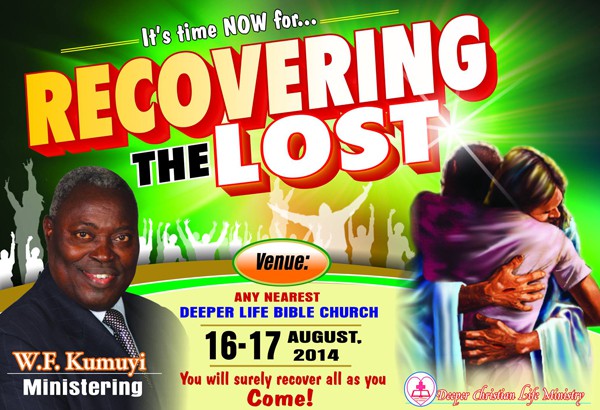 It's time NOW for...
RECOVERING
THE LOST
Venue:
ANY NEAREST
DEEPER LIFE BIBLE CHURCH
16-17 AUGUST, 2014
You will surely recover all as you
Come!
W.F. Kumuyi
Ministering
Deeper Christian Life Ministry